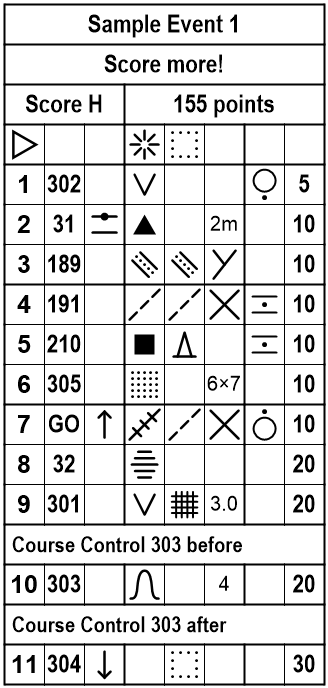 Sample Event 1
Score more!
Score H 155 points
1 302 5
2 31 2m 10
3 189 10
4 191 10
5 210 10
6 305 6×7 10
7 GO 10
8 32 20
9 301 3.0 20
Course Control 303 before
10 303 4 20
Course Control 303 after
11 304 30